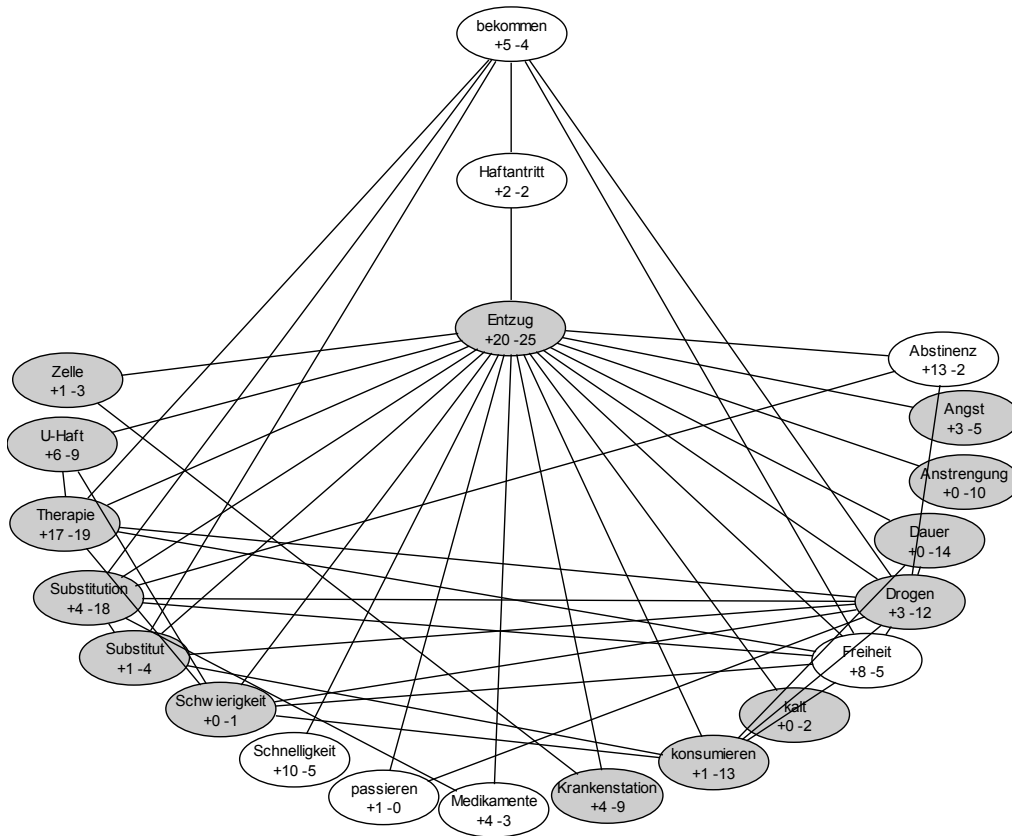 bekommen
+5 -4
Haftantritt
+2 -2
Entzug
+20 -25
Abstinenz
+13 -2
Zelle
+1 -3
Angst
+3 -5
U-Haft
+6 -9
Anstrengung
+0 -10
Therapie
+17 -19
Dauer
+0 -14
Substitution
+4 -18
Drogen
+3 -12
Substitut
+1 -4
Freiheit
+8 -5
Schwierigkeit
+0 -1
kalt
+0 -2
Schnelligkeit
+10 -5
konsumieren
+1 -13
passieren
+1 -0
Medikamente
+4 -3
Krankenstation
+4 -9